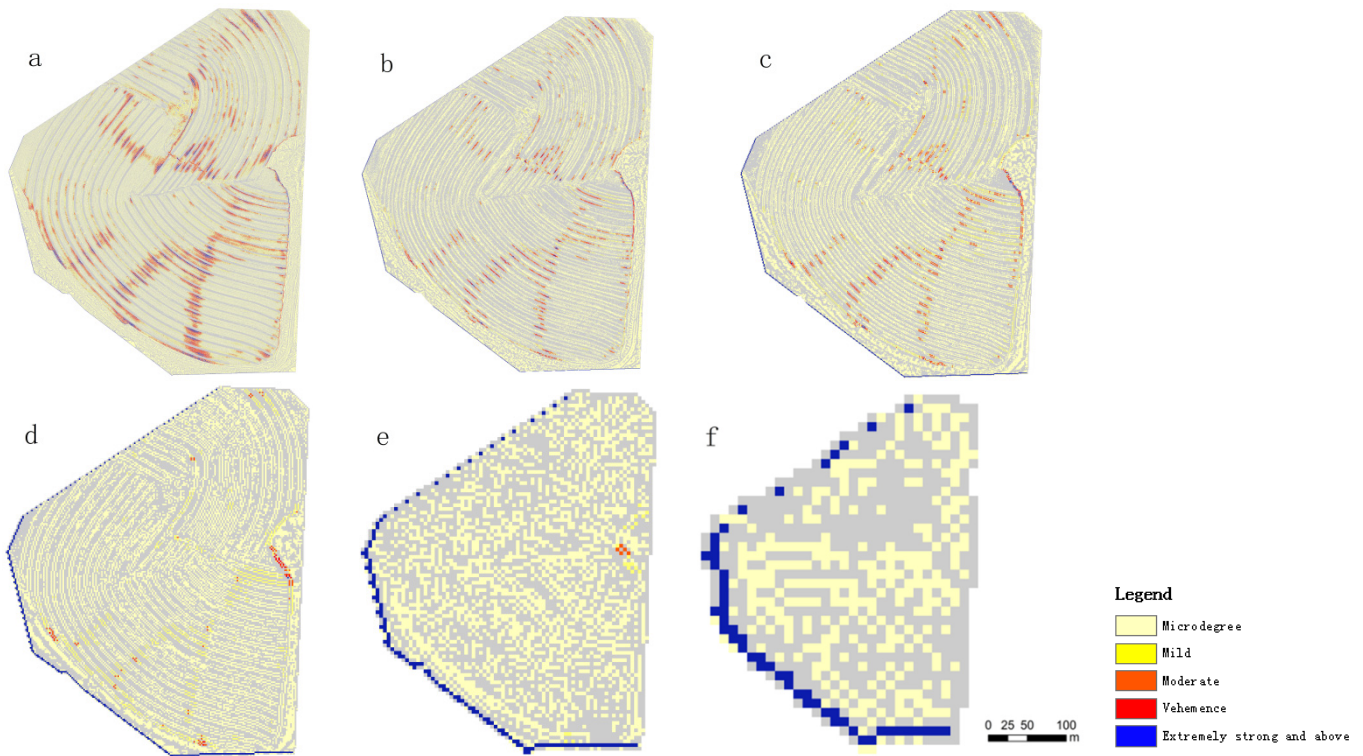 a
b
c
d
e
f
Legend
Microdegree
Mild
Moderate
Vehemence
Extremely strong and above
0 25 50 100
m